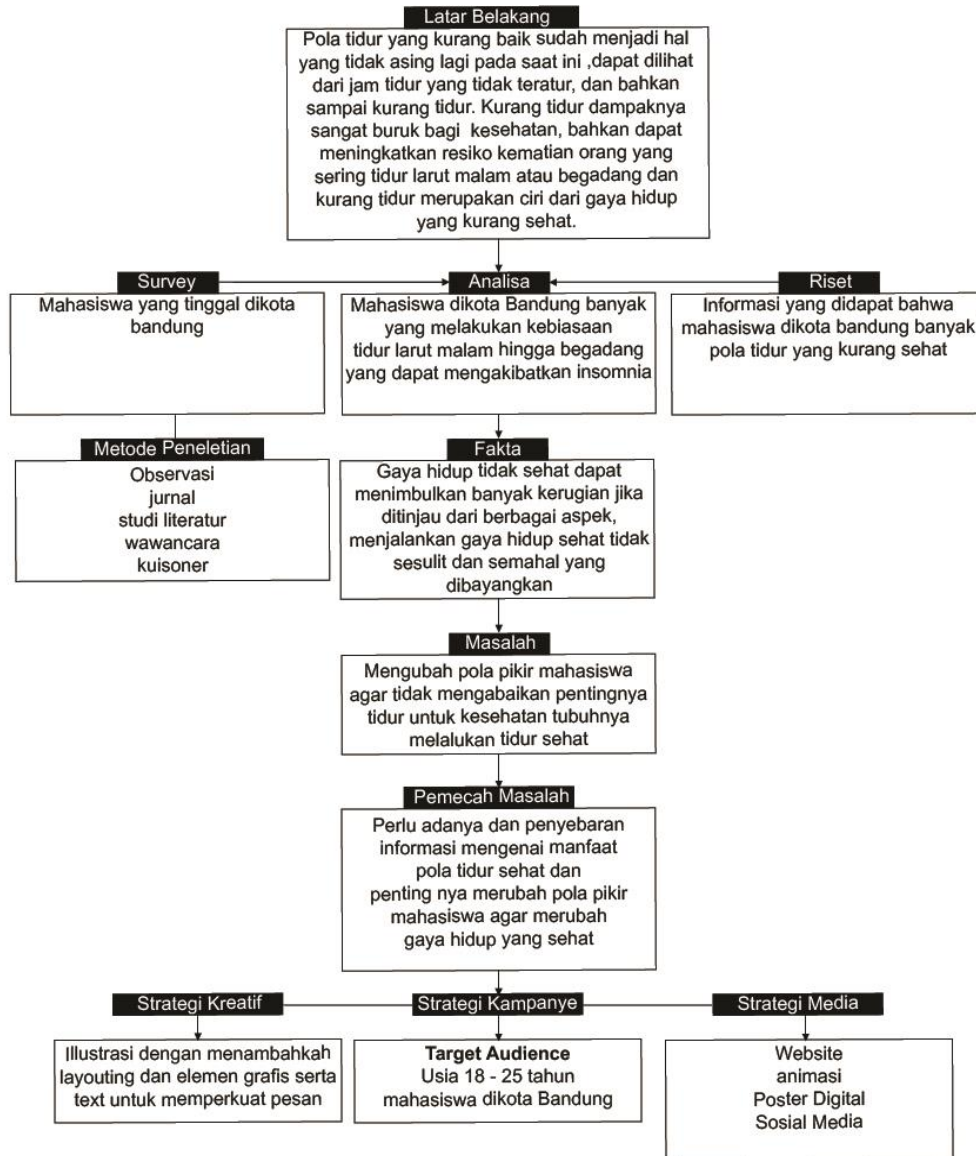 Latar Belakang
Pola tidur yang kurang baik sudah menjadi hal
yang tidak asing lagi pada saat ini ,dapat dilihat
dari jam tidur yang tidak teratur, dan bahkan
sampai kurang tidur. Kurang tidur dampaknya
sangat buruk bagi kesehatan, bahkan dapat
meningkatkan resiko kematian orang yang
sering tidur larut malam atau begadang dan
kurang tidur merupakan ciri dari gaya hidup
yang kurang sehat.
Survey
Mahasiswa yang tinggal dikota
bandung
Analisa
Mahasiswa dikota Bandung banyak
yang melakukan kebiasaan
tidur larut malam hingga begadang
yang dapat mengakibatkan insomnia
Riset
Informasi yang didapat bahwa
mahasiswa dikota bandung banyak
pola tidur yang kurang sehat
Metode Peneletian
Observasi
jurnal
studi literatur
wawancara
kuisoner
Fakta
Gaya hidup tidak sehat dapat
menimbulkan banyak kerugian jika
ditinjau dari berbagai aspek,
menjalankan gaya hidup sehat tidak
sesulit dan semahal yang
dibayangkan
Masalah
Mengubah pola pikir mahasiswa
agar tidak mengabaikan pentingnya
tidur untuk kesehatan tubuhnya
melalukan tidur sehat
Pemecah Masalah
Perlu adanya dan penyebaran
informasi mengenai manfaat
pola tidur sehat dan
penting nya merubah pola pikir
mahasiswa agar merubah
gaya hidup yang sehat
Strategi Kreatif
Illustrasi dengan menambahkah
layouting dan elemen grafis serta
text untuk memperkuat pesan
Strategi Kampanye
Target Audience
Usia 18 - 25 tahun
mahasiswa dikota Bandung
Strategi Media
Website
animasi
Poster Digital
Sosial Media